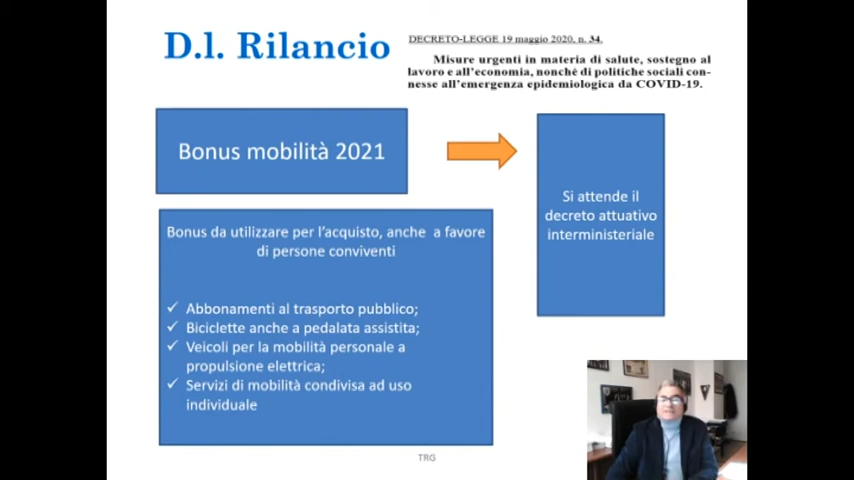 D.l. Rilancio
DECRETO-LEGGE 19 maggio 2020, n. 34.
Misure urgenti in materia di salute, sostegno al
lavoro e all'economia, nonchè di politiche sociali con-
nesse all'emergenza epidemiologica da COVID-19.
Bonus mobilità 2021
Si attende il
decreto attuativo
interministeriale
Bonus da utilizzare per l'acquisto, anche a favore
di persone conviventi
✓ Abbonamenti al trasporto pubblico;
✓ Biciclette anche a pedalata assistita;
✓ Veicoli per la mobilità personale a
propulsione elettrica;
✓ Servizi di mobilità condivisa ad uso
individuale
TRG